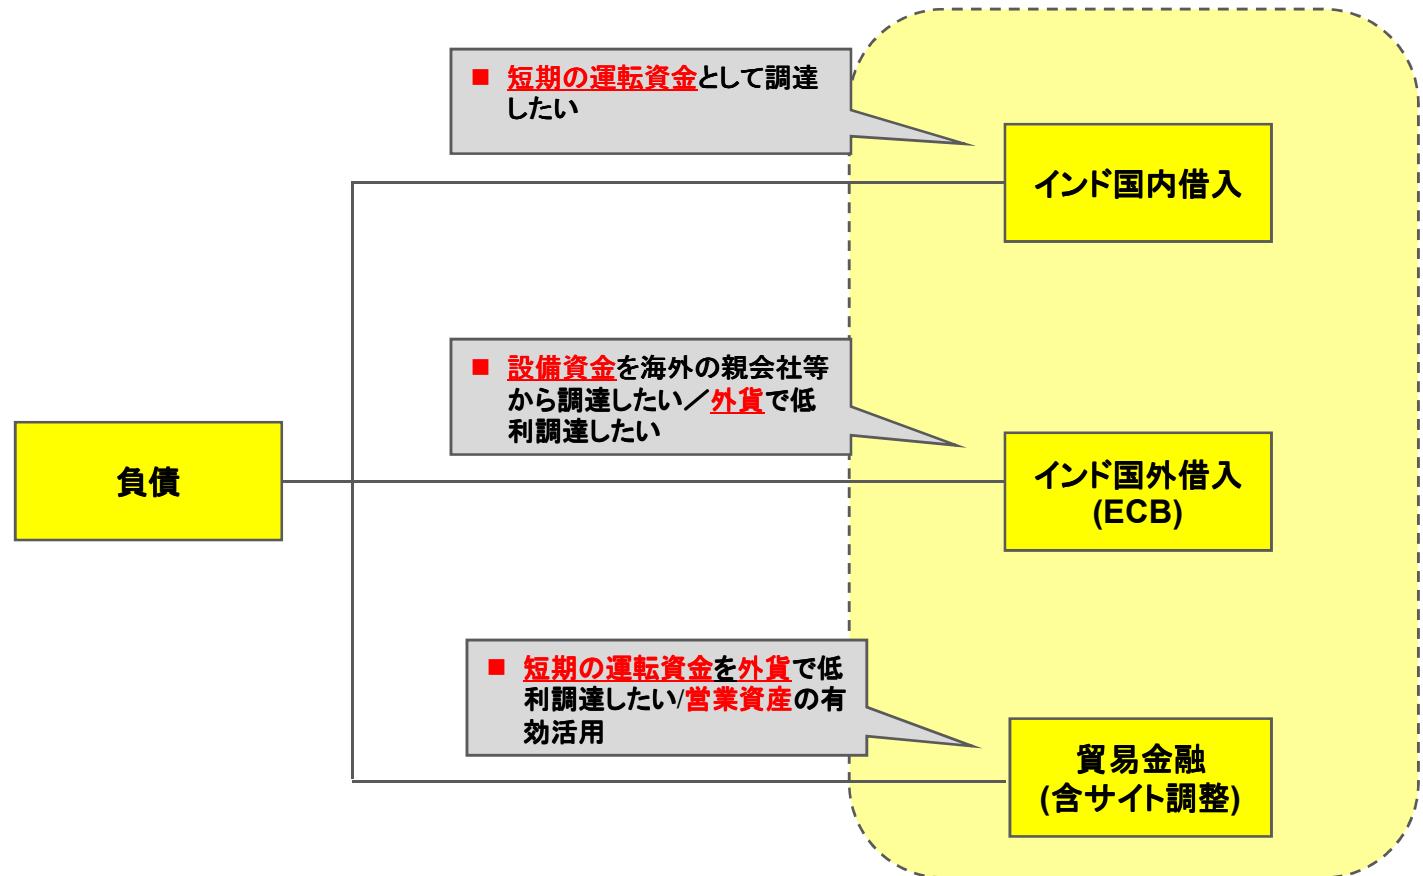 ■ 短期の運転資金として調達
したい
インド国内借入
■ 設備資金を海外の親会社等
から調達したい／外貨で低
利調達したい
負債
インド国外借入
(ECB)
■ 短期の運転資金を外貨で低
利調達したい/営業資産の有
効活用
貿易金融
(含サイト調整)